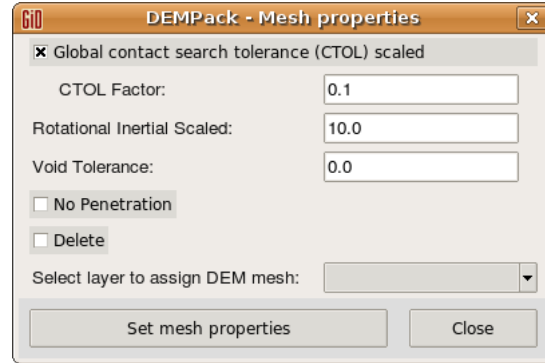 GiD DEMPack - Mesh properties
Global contact search tolerance (CTOL) scaled
CTOL Factor: 0.1
Rotational Inertial Scaled: 10.0
Void Tolerance: 0.0
No Penetration
Delete
Select layer to assign DEM mesh:
Set mesh properties Close